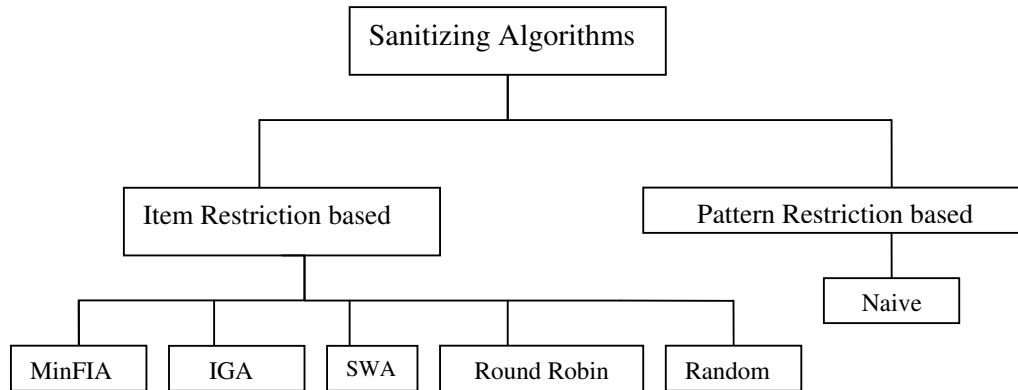 Sanitizing Algorithms
Item Restriction based
Pattern Restriction based
Naive
MinFIA
IGA
SWA
Round Robin
Random